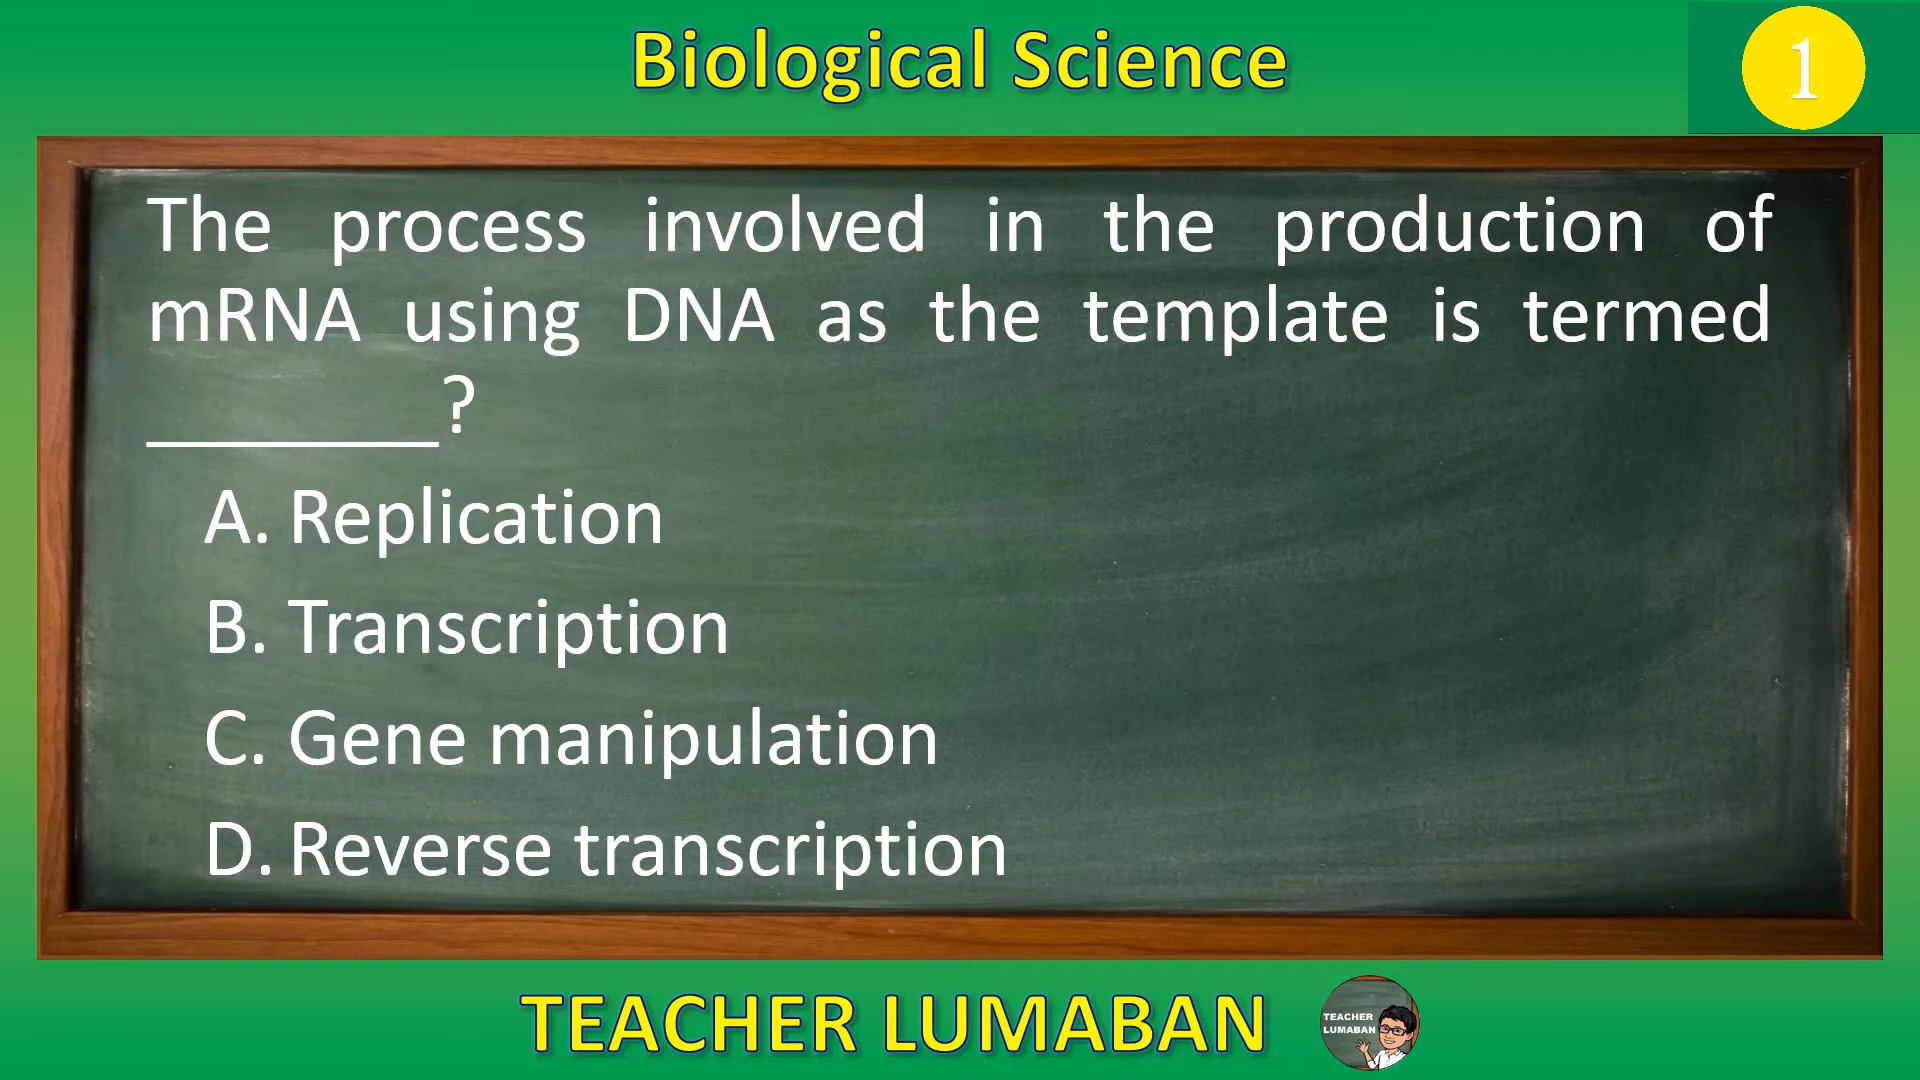 Biological Science
1
The process involved in the production of
mRNA using DNA as the template is termed
________?
A. Replication
B. Transcription
C. Gene manipulation
D. Reverse transcription
TEACHER LUMABAN
TEACHER
LUMABAN